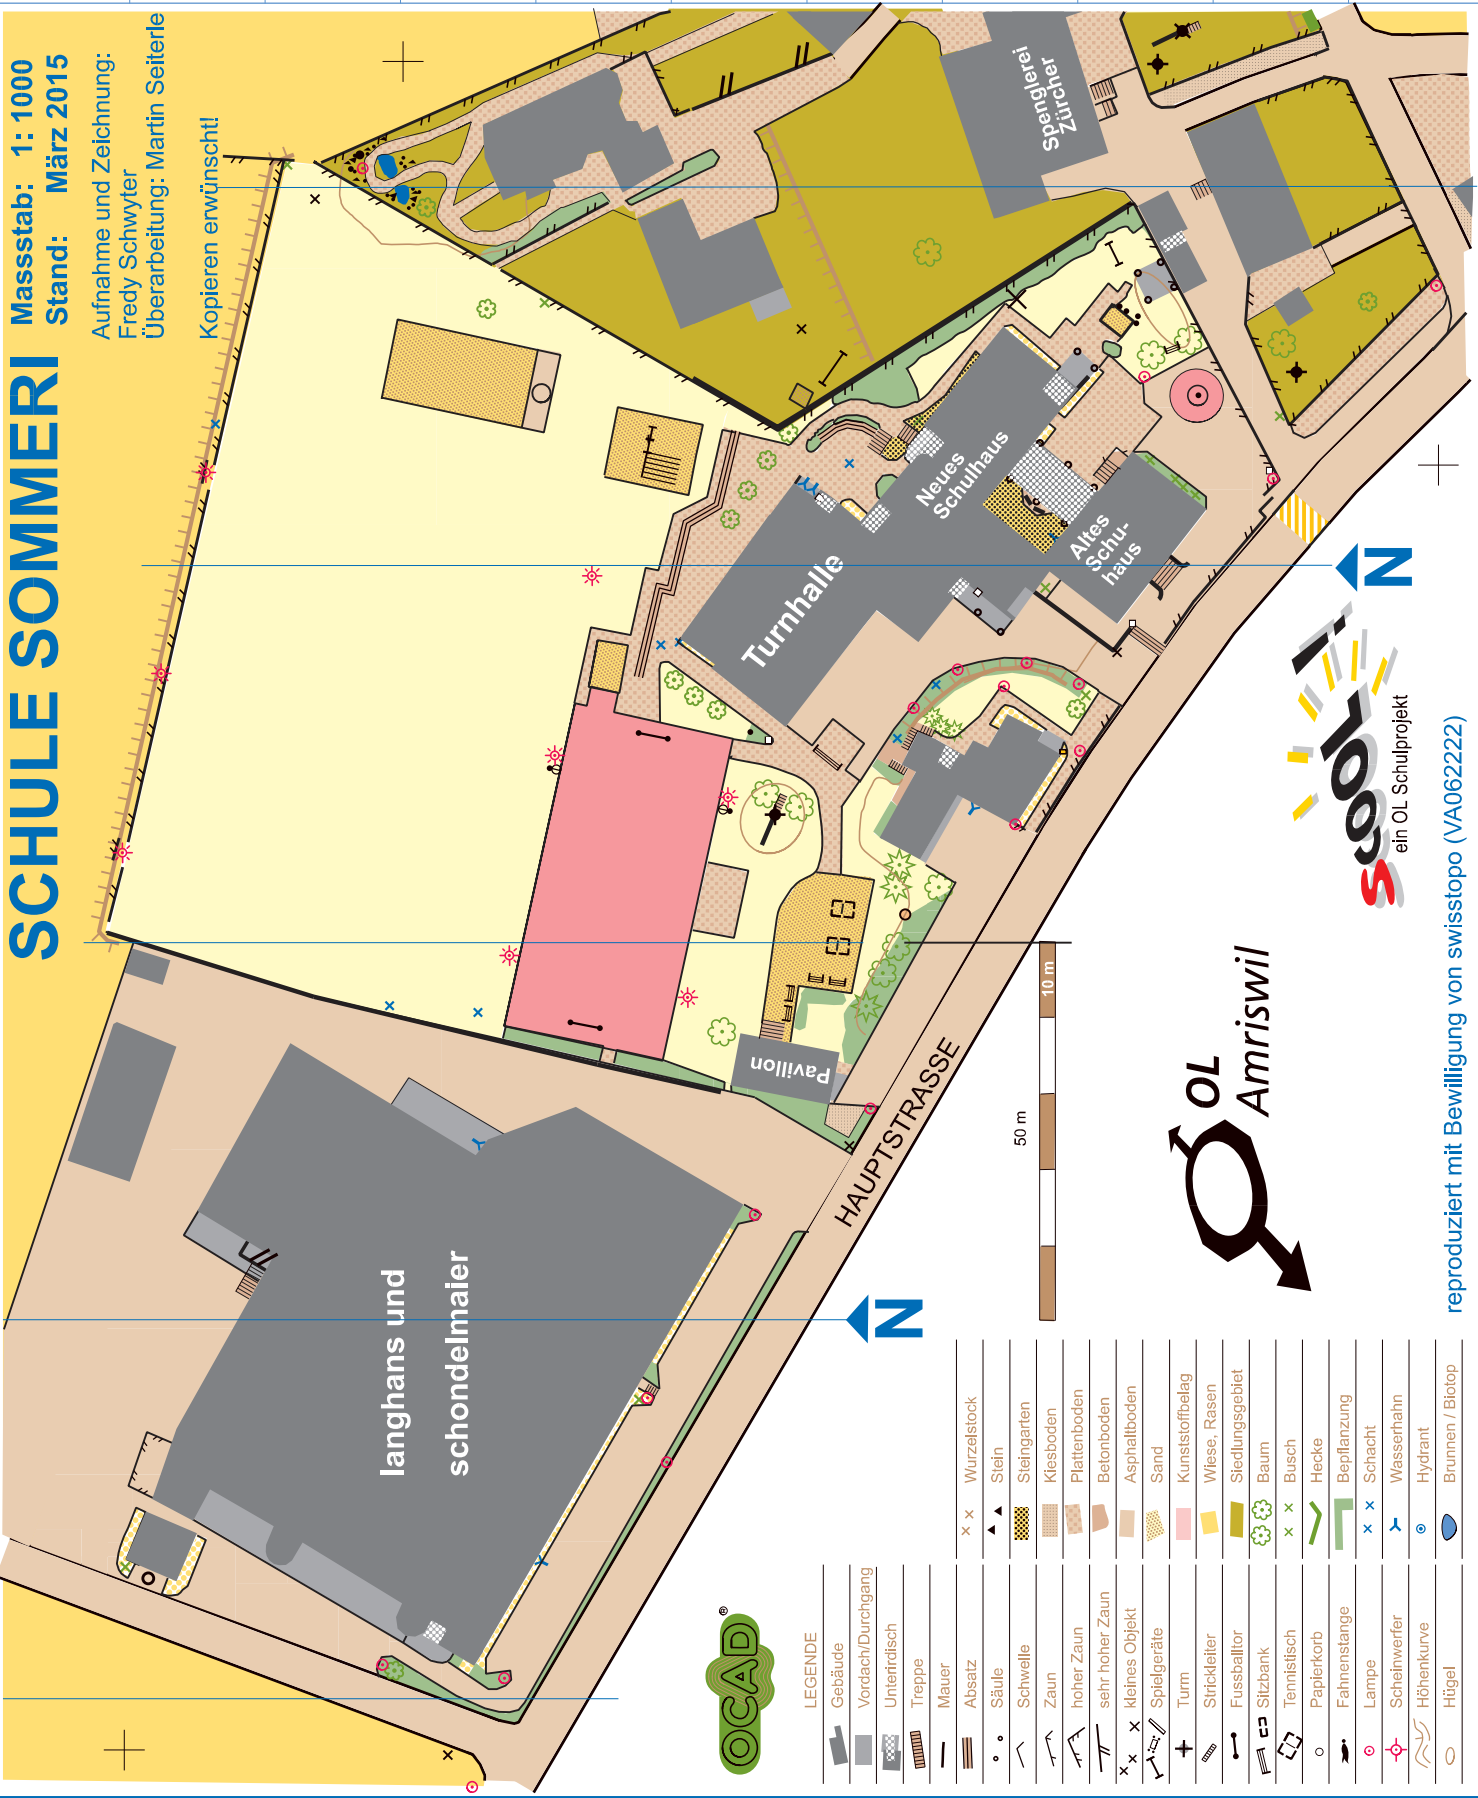 SCHULE SOMMERI
Massstab: 1: 1000
Stand: März 2015
Aufnahme und Zeichnung:
Fredy Schwyter
Überarbeitung: Martin Seiterle
Kopieren erwünscht!
Spenglerei
Zürcher
Neues
Schulhaus
Altes
Schu-
haus
Turnhalle
Pavillon
HAUPTSTRASSE
langhans und
schondelmaier
N
N
10 m
50 m
sCOOL
ein OL Schulprojekt
OL
Amriswil
reproduziert mit Bewilligung von swisstopo (VA062222)
OCAD®
LEGENDE
Gebäude
Vordach/Durchgang
Unterirdisch
Treppe
Mauer
Absatz
Säule
Schwelle
Zaun
hoher Zaun
sehr hoher Zaun
kleines Objekt
Spielgeräte
Turm
Strickleiter
Fussballtor
Sitzbank
Tennistisch
Papierkorb
Fahnenstange
Lampe
Scheinwerfer
Höhenkurve
Hügel
Wurzelstock
Stein
Steingarten
Kiesboden
Plattenboden
Betonboden
Asphaltboden
Sand
Kunststoffbelag
Wiese, Rasen
Siedlungsgebiet
Baum
Busch
Hecke
Bepflanzung
Schacht
Wasserhahn
Hydrant
Brunnen / Biotop